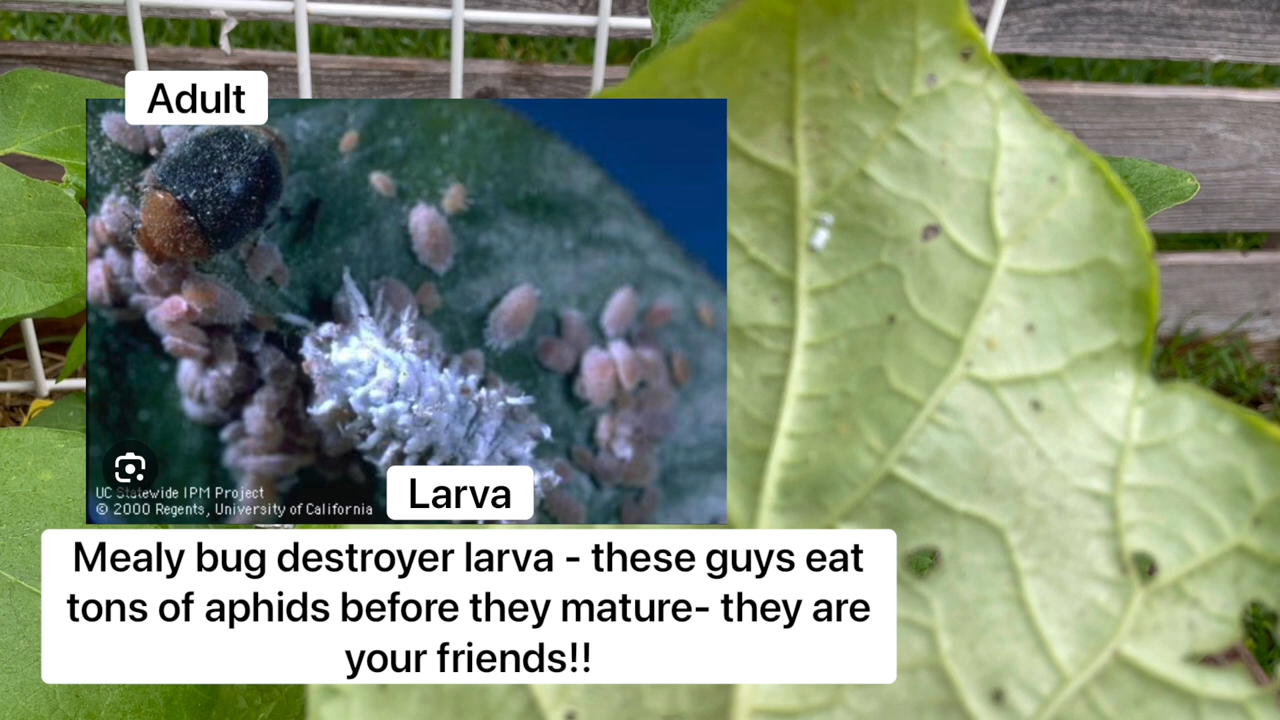 Adult
UC Statewide IPM Project
© 2000 Regents, University of California
Larva
Mealy bug destroyer larva - these guys eat
tons of aphids before they mature- they are
your friends!!